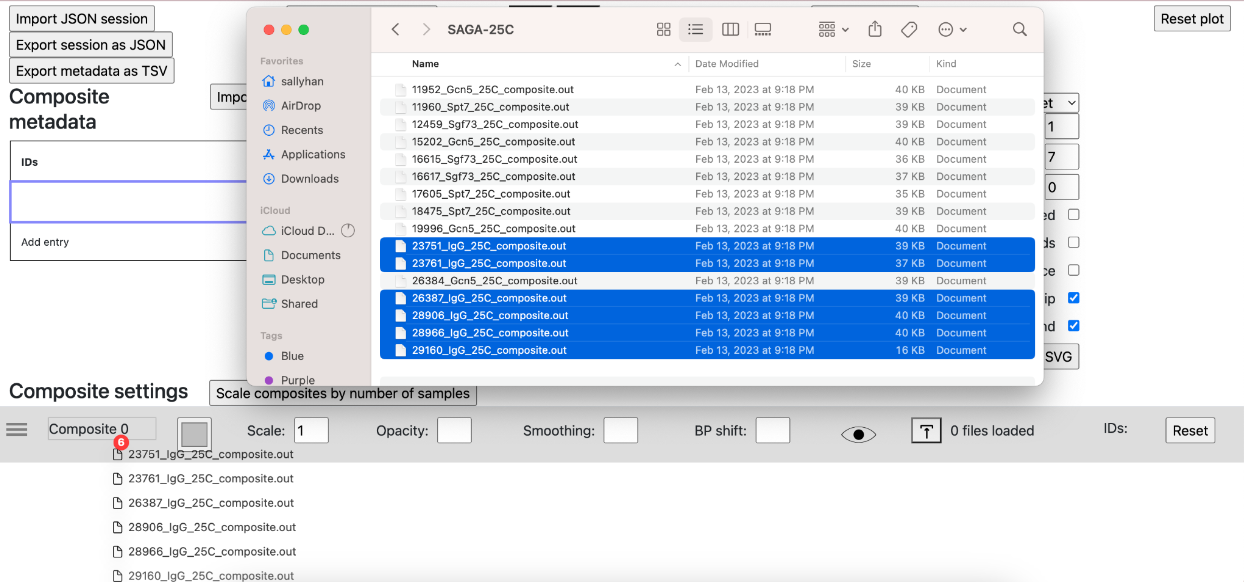 Import JSON session
Export session as JSON
Export metadata as TSV
Reset plot
Composite
metadata
Impo
IDs
Add entry
SAGA-25C
Favorites
sallyhan
AirDrop
Recents
Applications
Downloads
iCloud
iCloud D...
Documents
Desktop
Shared
Tags
Blue
Purple
Name Date Modified Size Kind
11952_Gcn5_25C_composite.out Feb 13, 2023 at 9:18 PM 40 KB Document
11960_Spt7_25C_composite.out Feb 13, 2023 at 9:18 PM 39 KB Document
12459_Sgf73_25C_composite.out Feb 13, 2023 at 9:18 PM 39 KB Document
15202_Gcn5_25C_composite.out Feb 13, 2023 at 9:18 PM 40 KB Document
16615_Sgf73_25C_composite.out Feb 13, 2023 at 9:18 PM 36 KB Document
16617_Sgf73_25C_composite.out Feb 13, 2023 at 9:18 PM 37 KB Document
17605_Spt7_25C_composite.out Feb 13, 2023 at 9:18 PM 35 KB Document
18475_Spt7_25C_composite.out Feb 13, 2023 at 9:18 PM 39 KB Document
19996_Gcn5_25C_composite.out Feb 13, 2023 at 9:18 PM 40 KB Document
23751_IgG_25C_composite.out Feb 13, 2023 at 9:18 PM 39 KB Document
23761_IgG_25C_composite.out Feb 13, 2023 at 9:18 PM 37 KB Document
26384_Gcn5_25C_composite.out Feb 13, 2023 at 9:18 PM 39 KB Document
26387_IgG_25C_composite.out Feb 13, 2023 at 9:18 PM 39 KB Document
28906_IgG_25C_composite.out Feb 13, 2023 at 9:18 PM 40 KB Document
28966_IgG_25C_composite.out Feb 13, 2023 at 9:18 PM 40 KB Document
29160_IgG_25C_composite.out Feb 13, 2023 at 9:18 PM 16 KB Document
et
1
7
0
ed
ds
ce
ip
nd
SVG
Composite settings
Scale composites by number of samples
Composite 0 Scale: 1 Opacity: Smoothing: BP shift: 0 files loaded IDs: Reset
6
23751_IgG_25C_composite.out
23761_IgG_25C_composite.out
26387_IgG_25C_composite.out
28906_IgG_25C_composite.out
28966_IgG_25C_composite.out
29160_IgG_25C_composite.out